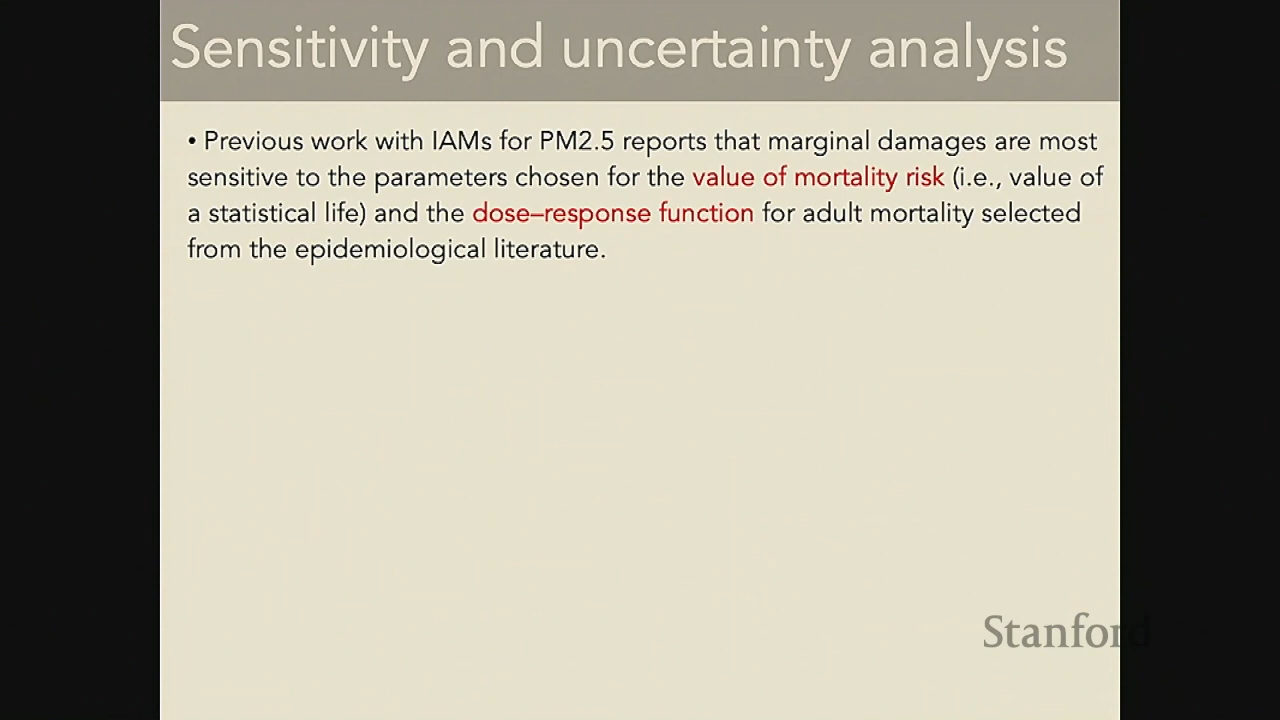 Sensitivity and uncertainty analysis
• Previous work with IAMs for PM2.5 reports that marginal damages are most
sensitive to the parameters chosen for the value of mortality risk (i.e., value of
a statistical life) and the dose–response function for adult mortality selected
from the epidemiological literature.
Stanford